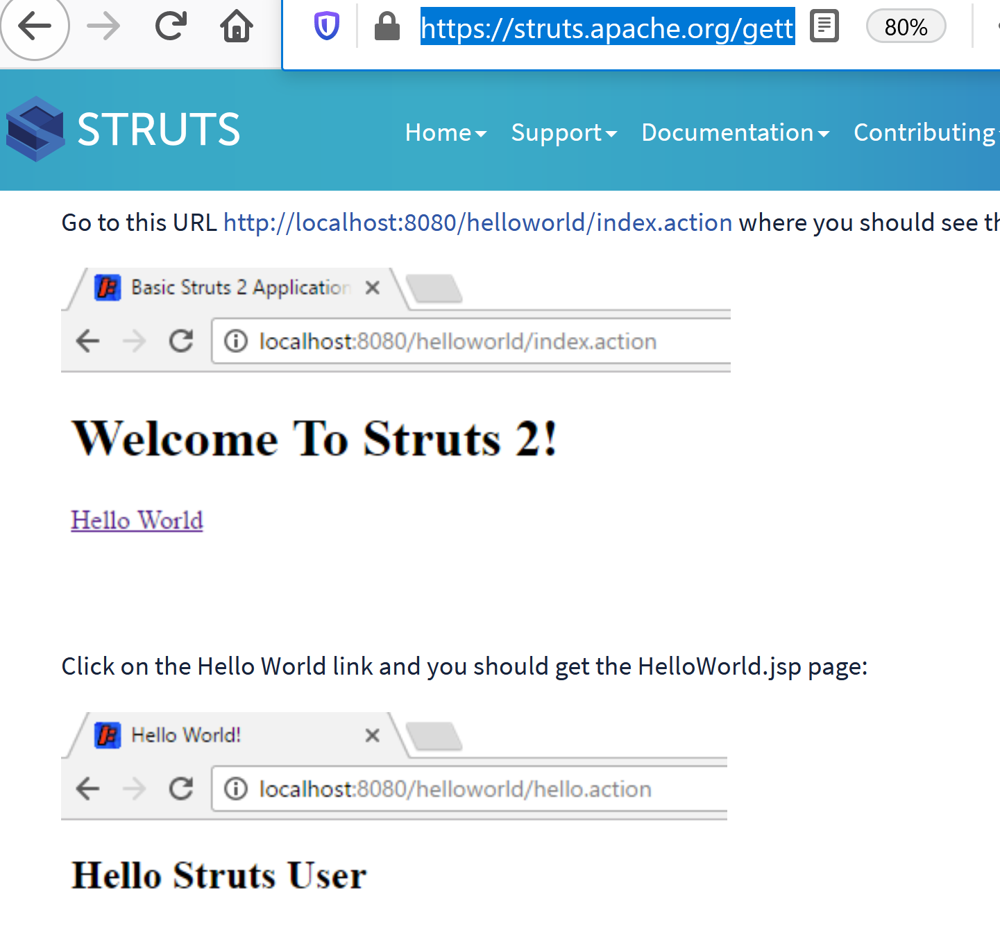 https://struts.apache.org/gett 80%
STRUTS Home Support Documentation Contributing
Go to this URL http://localhost:8080/helloworld/index.action where you should see th
Basic Struts 2 Application
localhost:8080/helloworld/index.action
Welcome To Struts 2!
Hello World
Click on the Hello World link and you should get the HelloWorld.jsp page:
Hello World!
localhost:8080/helloworld/hello.action
Hello Struts User